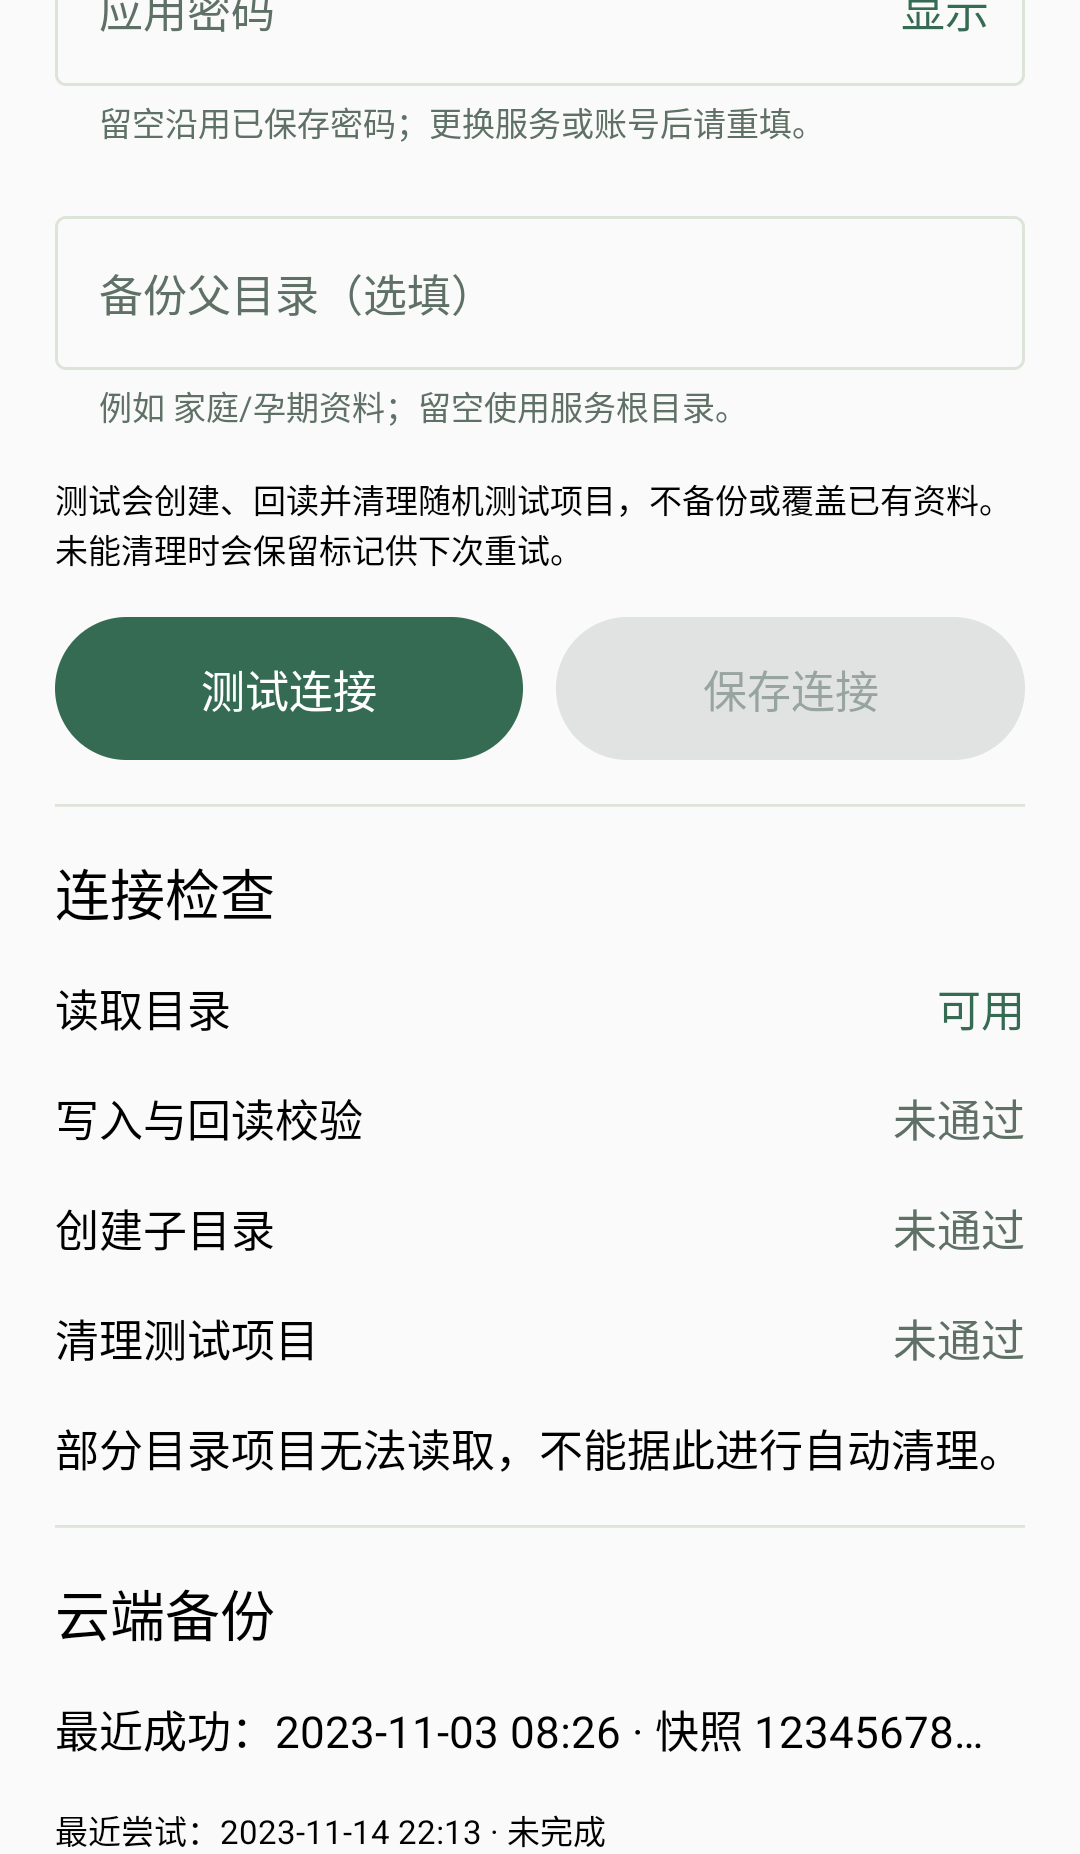 应用密码
显示
留空沿用已保存密码；更换服务或账号后请重填。
备份父目录（选填）
例如 家庭/孕期资料；留空使用服务根目录。
测试会创建、回读并清理随机测试项目，不备份或覆盖已有资料。
未能清理时会保留标记供下次重试。
测试连接
保存连接
连接检查
读取目录
可用
写入与回读校验
未通过
创建子目录
未通过
清理测试项目
未通过
部分目录项目无法读取，不能据此进行自动清理。
云端备份
最近成功：2023-11-03 08:26 · 快照 12345678…
最近尝试：2023-11-14 22:13 · 未完成